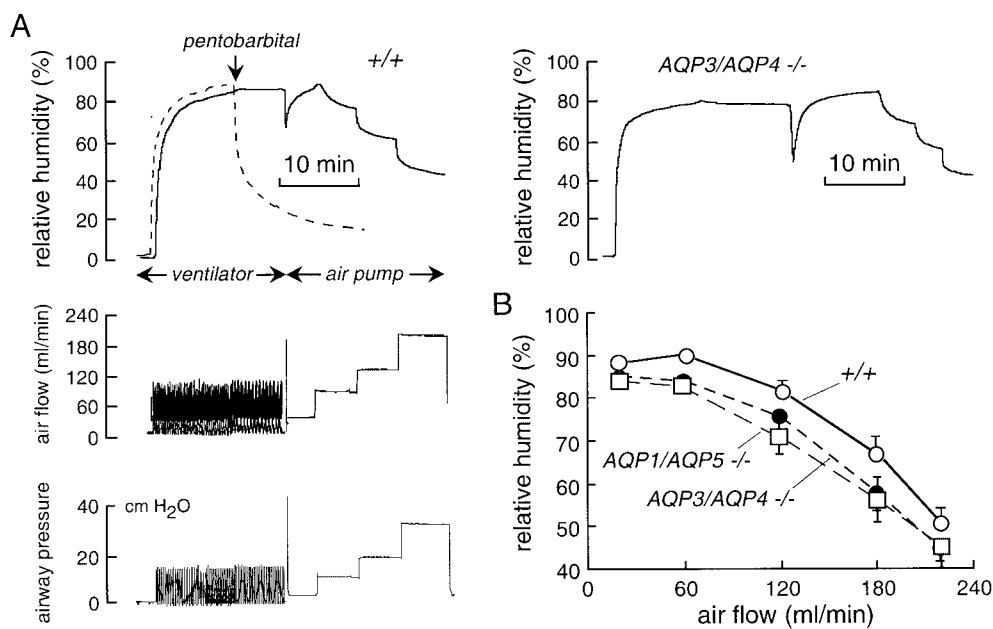 A
pentobarbital
+/+
relative humidity (%)
100
80
60
40
20
0
10 min
ventilator
air pump
AQP3/AQP4 -/-
relative humidity (%)
100
80
60
40
20
0
10 min
air flow (ml/min)
240
180
120
60
0
airway pressure
cm H2O
40
20
0
B
relative humidity (%)
100
90
80
70
60
50
40
+/+
AQP1/AQP5 -/-
AQP3/AQP4 -/-
0 60 120 180 240
air flow (ml/min)